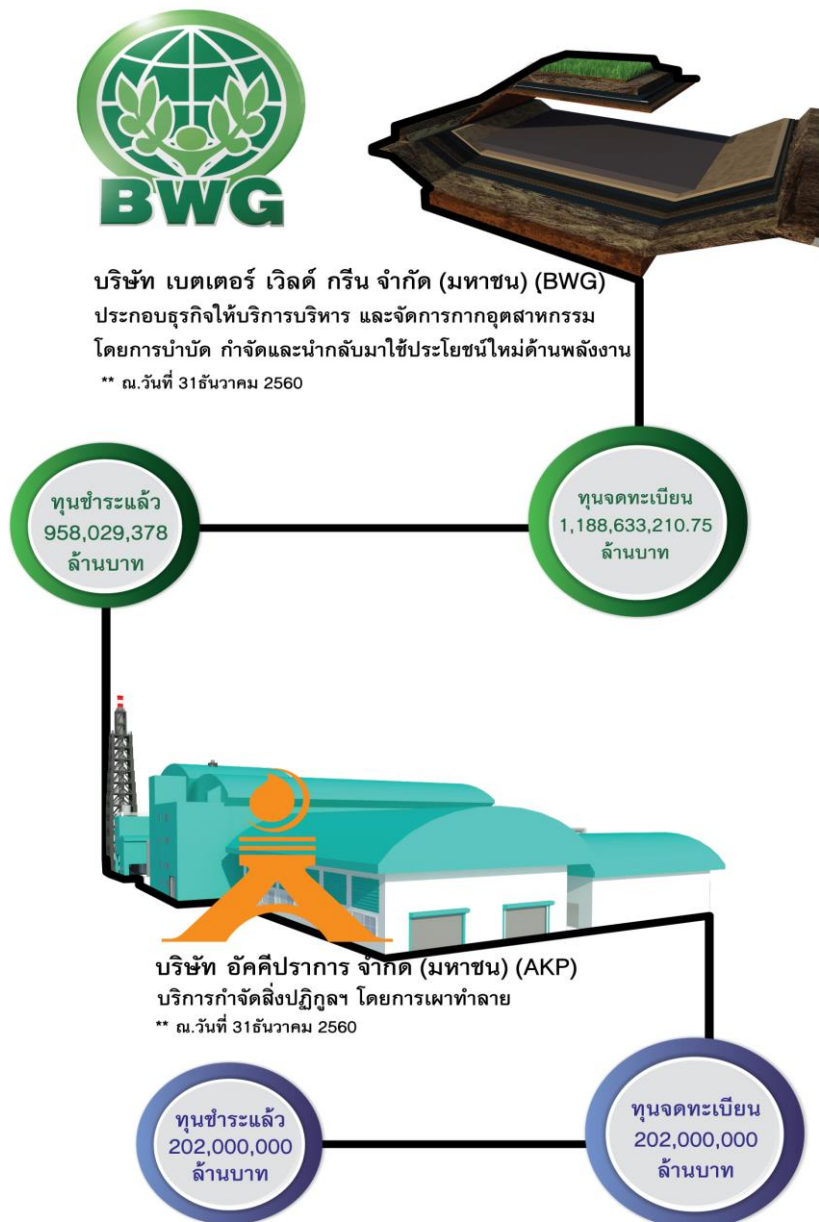 BWG
บริษัท เบตเตอร์ เวิลด์ กรีน จำกัด (มหาชน) (BWG)
ประกอบธุรกิจให้บริการบริหาร และจัดการกากอุตสาหกรรม
โดยการบำบัด กำจัดและนำกลับมาใช้ประโยชน์ใหม่ด้านพลังงาน
** ณ.วันที่ 31ธันวาคม 2560
ทุนชำระแล้ว
958,029,378
ล้านบาท
ทุนจดทะเบียน
1,188,633,210.75
ล้านบาท
บริษัท อัคคีปราการ จำกัด (มหาชน) (AKP)
บริการกำจัดสิ่งปฏิกูลฯ โดยการเผาทำลาย
** ณ.วันที่ 31ธันวาคม 2560
ทุนชำระแล้ว
202,000,000
ล้านบาท
ทุนจดทะเบียน
202,000,000
ล้านบาท